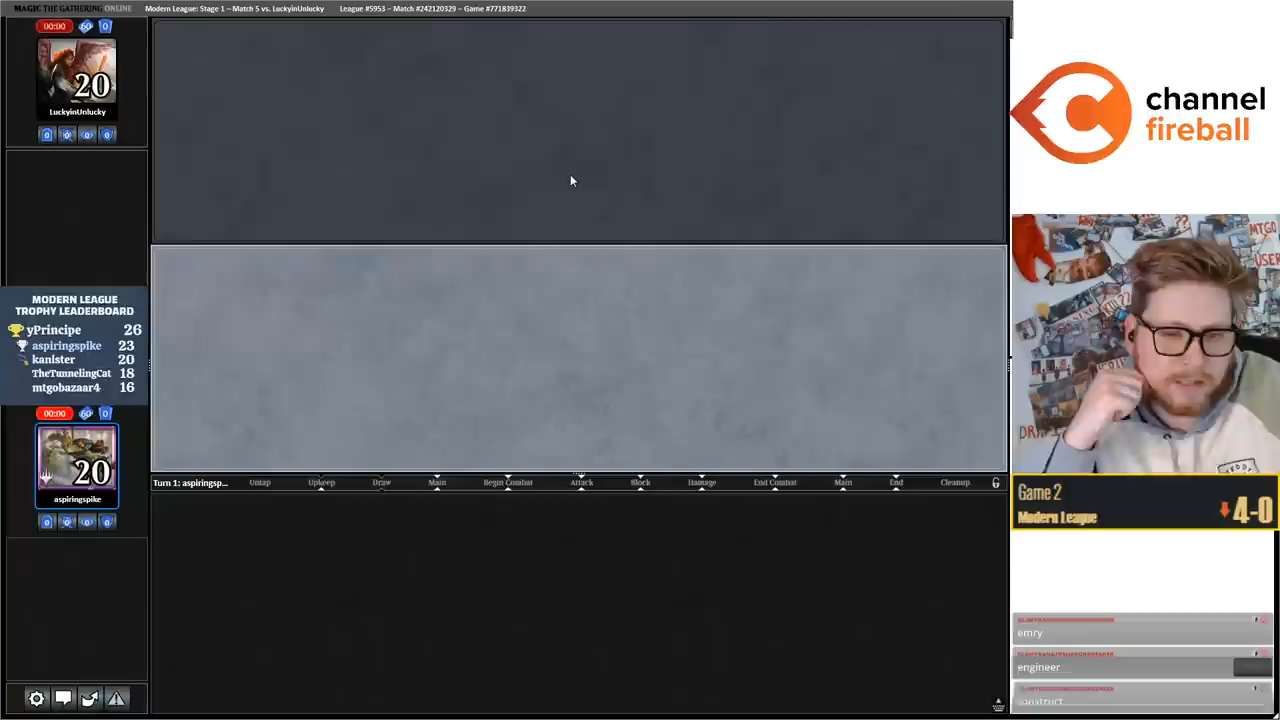 MAGIC THE GATHERING ONLINE
Modern League: Stage 1 – Match 5 vs. LuckyinUnlucky
League #5953 – Match #242120329 – Game #771839322
00:00 60 0
20
LuckyinUnlucky
0 0 0 0
MODERN LEAGUE
TROPHY LEADERBOARD
yPrincipe 26
aspiringspike 23
kanister 20
TheTunnelingCat 18
mtgobazaar4 16
00:00 60 0
20
aspiringspike
0 0 0 0
Turn 1: aspiringsp...
Untap Upkeep Draw Main Begin Combat Attack Block Damage End Combat Main End Cleanup
channel
fireball
MTGO
USER
Game 2
Modern League
4-0
emry
engineer